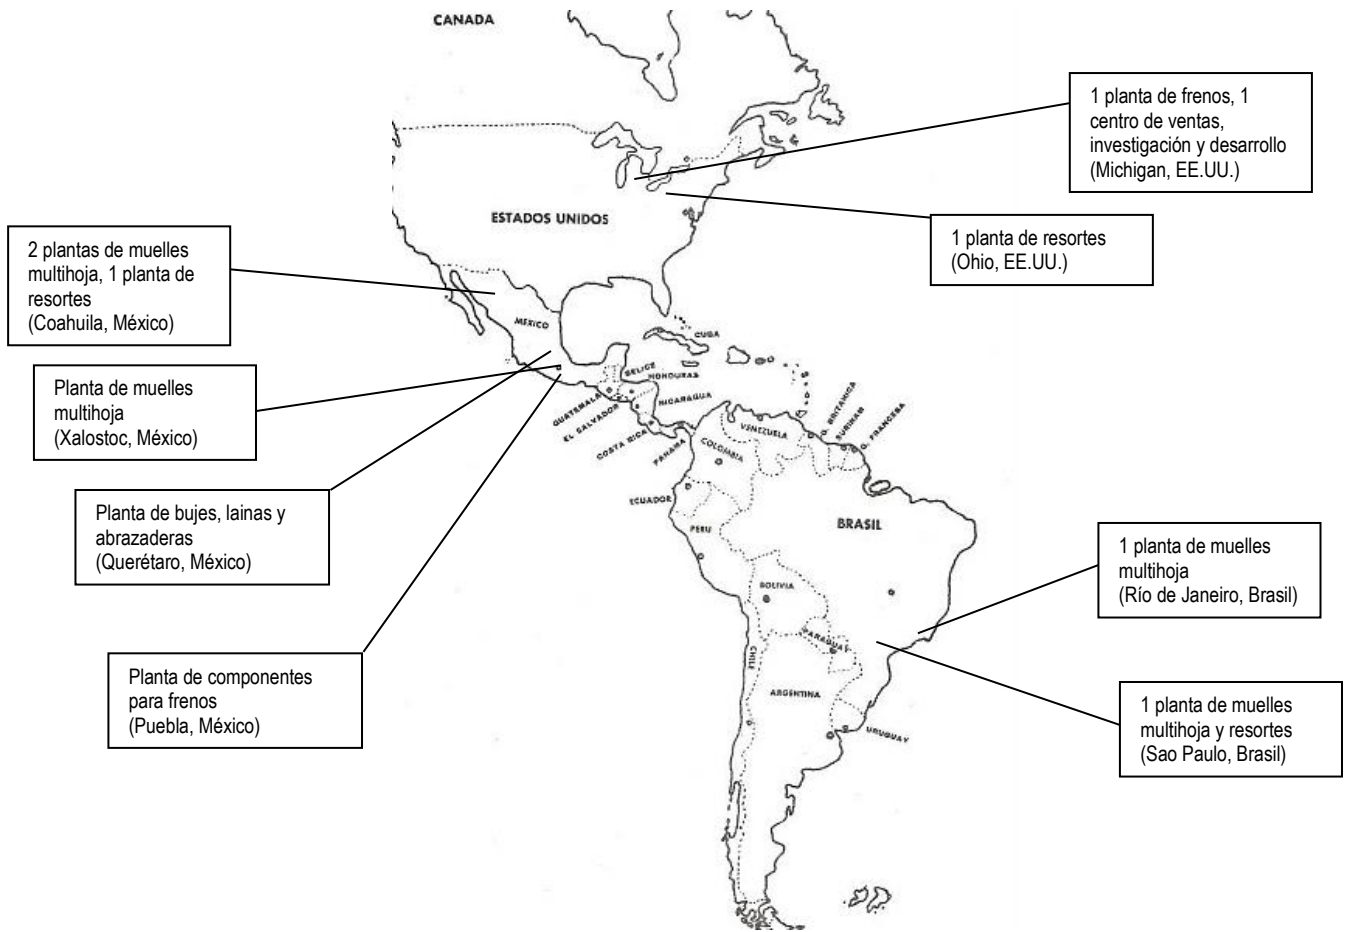 CANADA
1 planta de frenos, 1
centro de ventas,
investigación y desarrollo
(Michigan, EE.UU.)
ESTADOS UNIDOS
1 planta de resortes
(Ohio, EE.UU.)
2 plantas de muelles
multihoja, 1 planta de
resortes
(Coahuila, México)
MEXICO
CUBA
Planta de muelles
multihoja
(Xalostoc, México)
BELICE
HONDURAS
GUATEMALA
NICARAGUA
EL SALVADOR
COSTA RICA
PANAMA
VENEZUELA
G. BRITANICA
SURINAM
G. FRANCESA
COLOMBIA
Planta de bujes, lainas y
abrazaderas
(Querétaro, México)
ECUADOR
PERU
BRASIL
1 planta de muelles
multihoja
(Río de Janeiro, Brasil)
BOLIVIA
PARAGUAY
CHILE
Planta de componentes
para frenos
(Puebla, México)
ARGENTINA
1 planta de muelles
multihoja y resortes
(Sao Paulo, Brasil)
URUGUAY